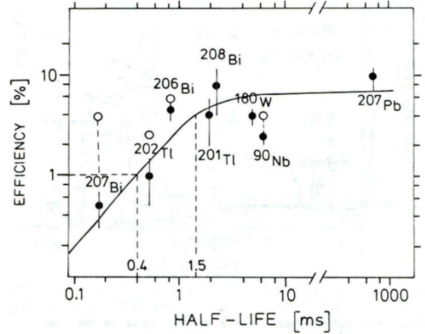 EFFICIENCY [%]
10
1
208Bi
206Bi
180W
207Pb
202Tl
201Tl
90Nb
207Bi
0.4
1.5
0.1
1
10
1000
HALF-LIFE [ms]